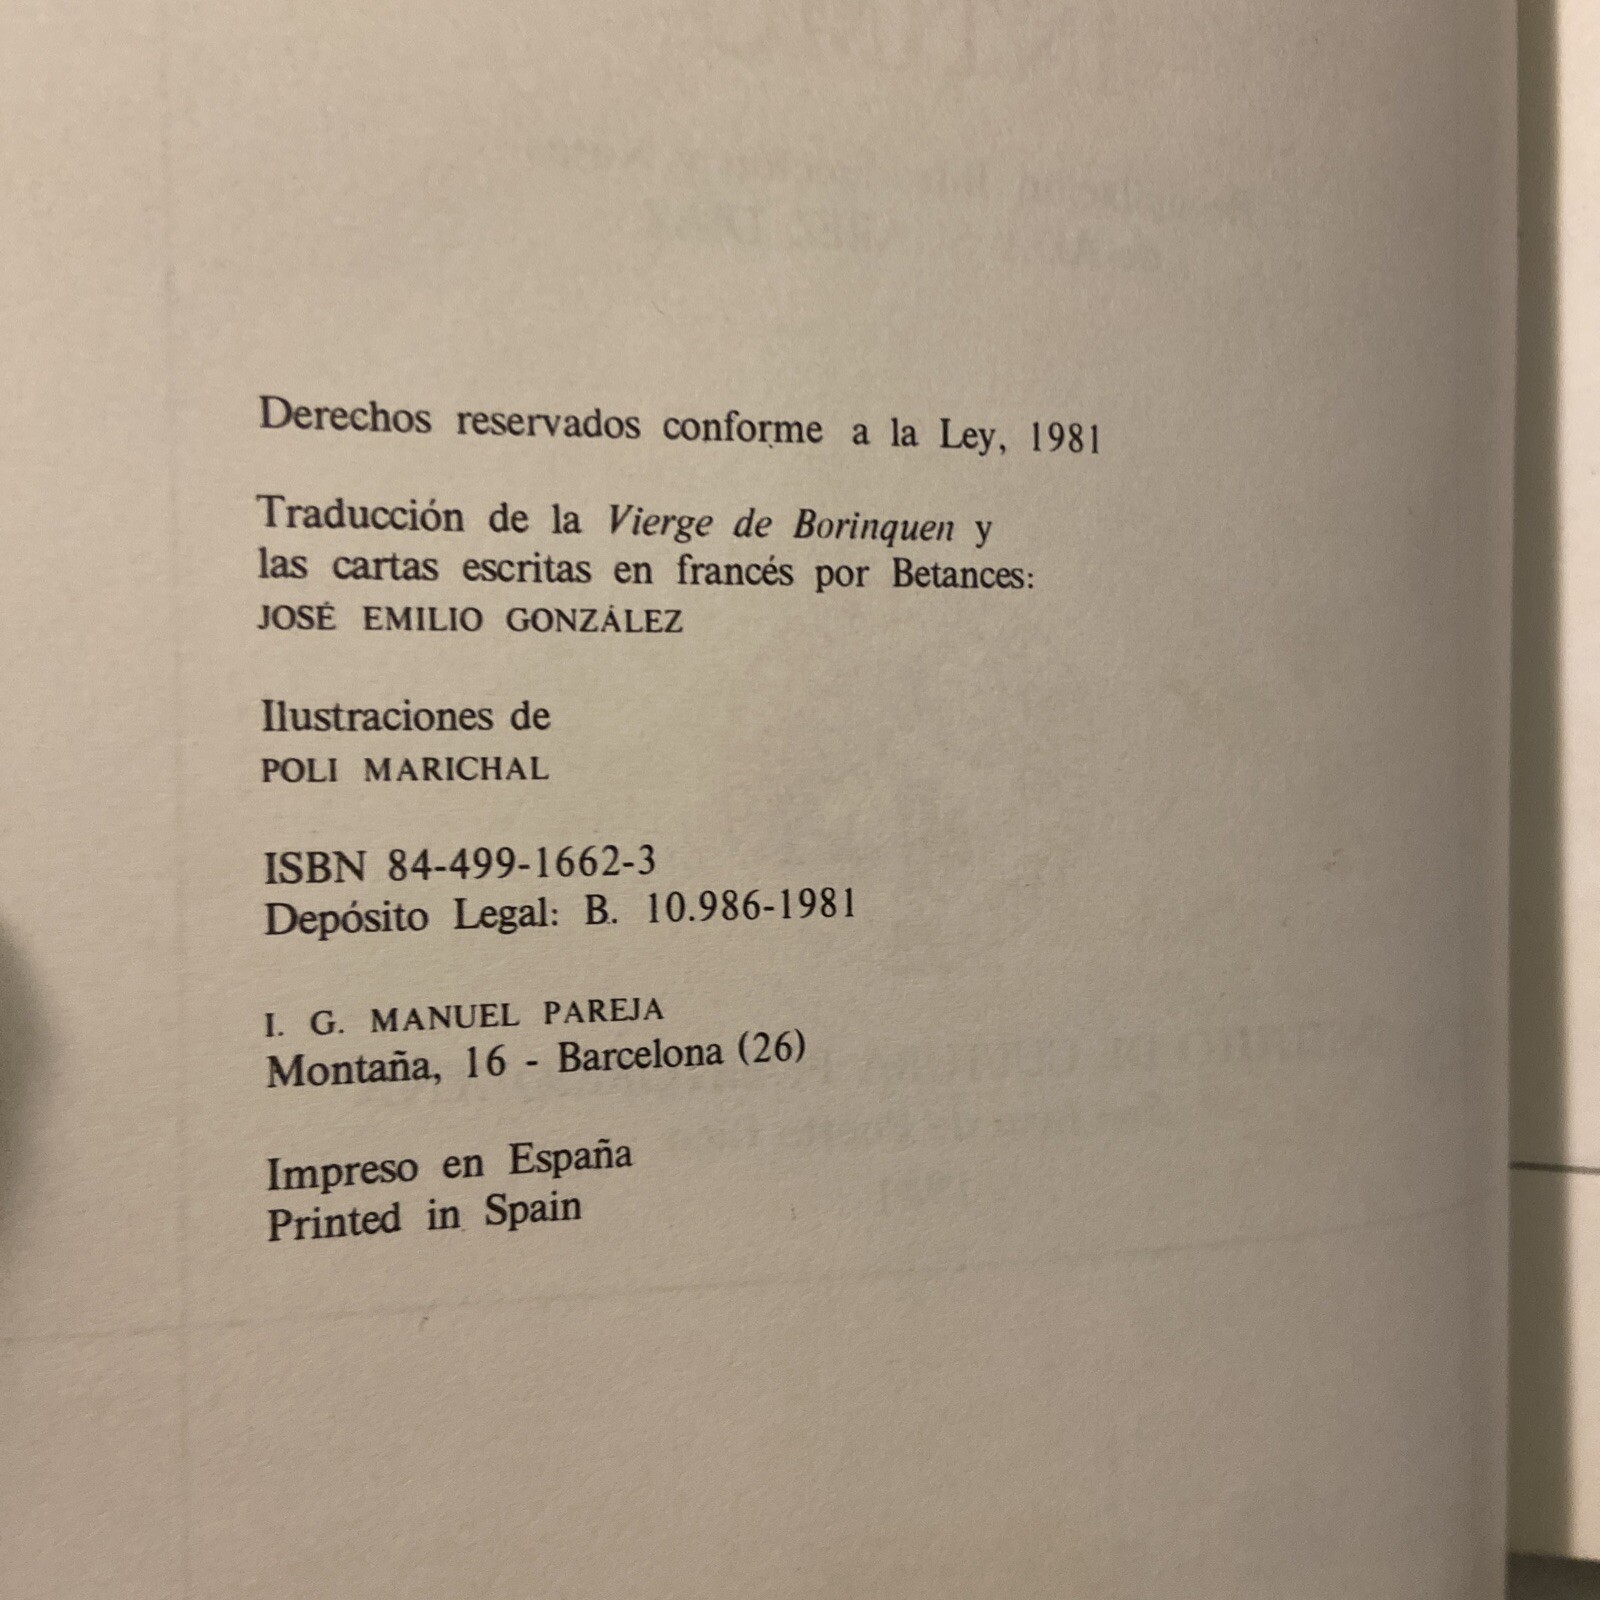 Derechos reservados conforme a la Ley, 1981
Traducción de la Vierge de Borinquen y
las cartas escritas en francés por Betances:
JOSÉ EMILIO GONZÁLEZ
Ilustraciones de
POLI MARICHAL
ISBN 84-499-1662-3
Depósito Legal: B. 10.986-1981
I. G. MANUEL PAREJA
Montaña, 16 - Barcelona (26)
Impreso en España
Printed in Spain